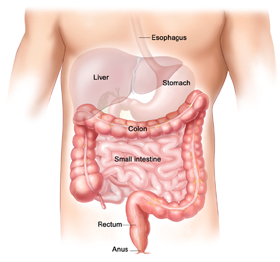 Esophagus
Liver
Stomach
Colon
Small Intestine
Rectum
Anus